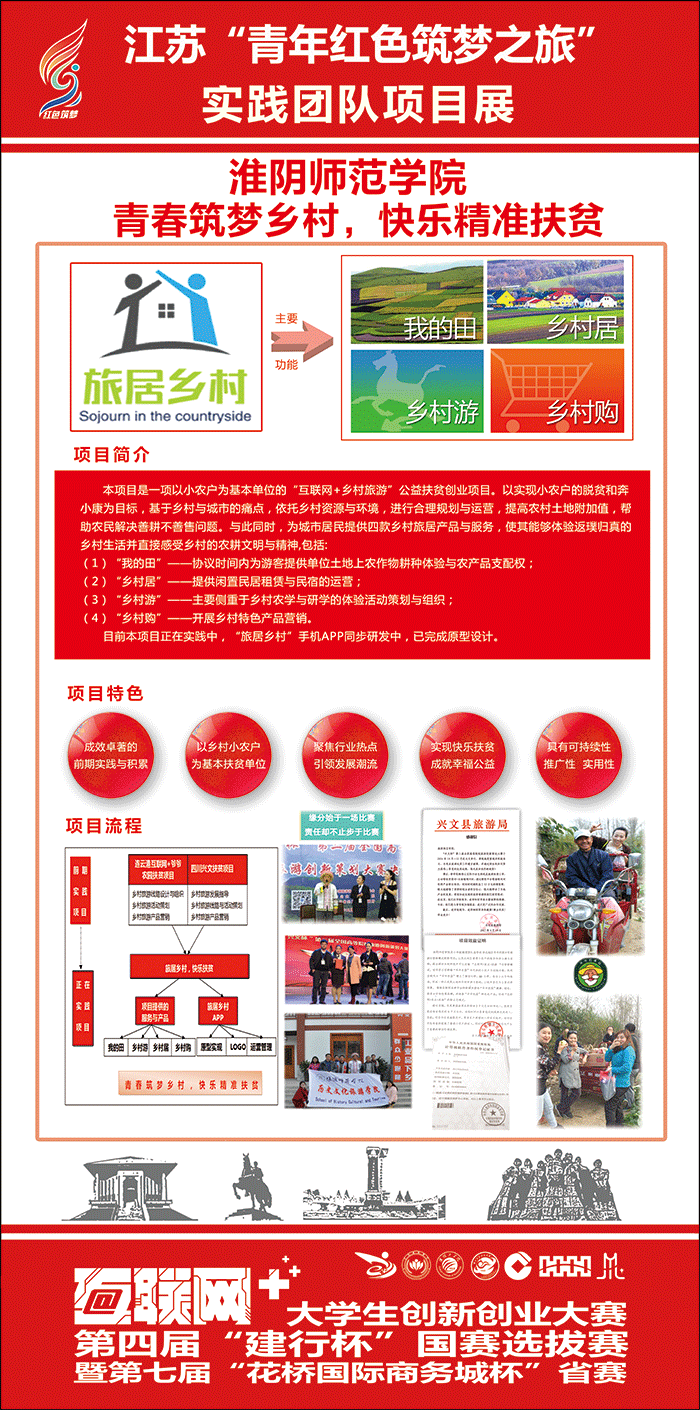 江苏“青年红色筑梦之旅”
实践团队项目展
红色筑梦
淮阴师范学院
青春筑梦乡村，快乐精准扶贫
旅居乡村
Sojourn in the countryside
主要
功能
我的田
乡村居
乡村游
乡村购
项目简介
本项目是一项以小农户为基本单位的“互联网+乡村旅游”公益扶贫创业项目。以实现小农户的脱贫和奔
小康为目标，基于乡村与城市的痛点，依托乡村资源与环境，进行合理规划与运营，提高农村土地附加值，帮
助农民解决善耕不善售问题。与此同时，为城市居民提供四款乡村旅居产品与服务，使其能够体验返璞归真的
乡村生活并直接感受乡村的农耕文明与精神,包括:
（1）“我的田”——协议时间内为游客提供单位土地上农作物耕种体验与农产品支配权；
（2）“乡村居”——提供闲置民居租赁与民宿的运营；
（3）“乡村游”——主要侧重于乡村农学与研学的体验活动策划与组织；
（4）“乡村购”——开展乡村特色产品营销。
目前本项目正在实践中，“旅居乡村”手机APP同步研发中，已完成原型设计。
项目特色
成效卓著的
前期实践与积累
以乡村小农户
为基本扶贫单位
聚焦行业热点
引领发展潮流
实现快乐扶贫
成就幸福公益
具有可持续性
推广性 实用性
项目流程
前期
实践
项目
连云港互联网+爷爷
农园扶贫项目
四川兴文扶贫项目
乡村旅游线路设计与组织
乡村旅游活动策划
乡村旅游产品营销
乡村旅游发展指导
乡村旅游线路与活动策划
乡村旅游产品营销
旅居乡村，快乐扶贫
正在
实践
项目
项目提供的
服务与产品
旅居乡村
APP
我的田
乡村游
乡村居
乡村购
原型实现
LOGO
运营管理
青春筑梦乡村，快乐精准扶贫
缘分始于一场比赛
责任却不止步于比赛
游创新策划大赛
兴文县旅游局
历史文化旅游学院
School of History Culture and Tourism
互联网++
大学生创新创业大赛
第四届“建行杯”国赛选拔赛
暨第七届“花桥国际商务城杯”省赛